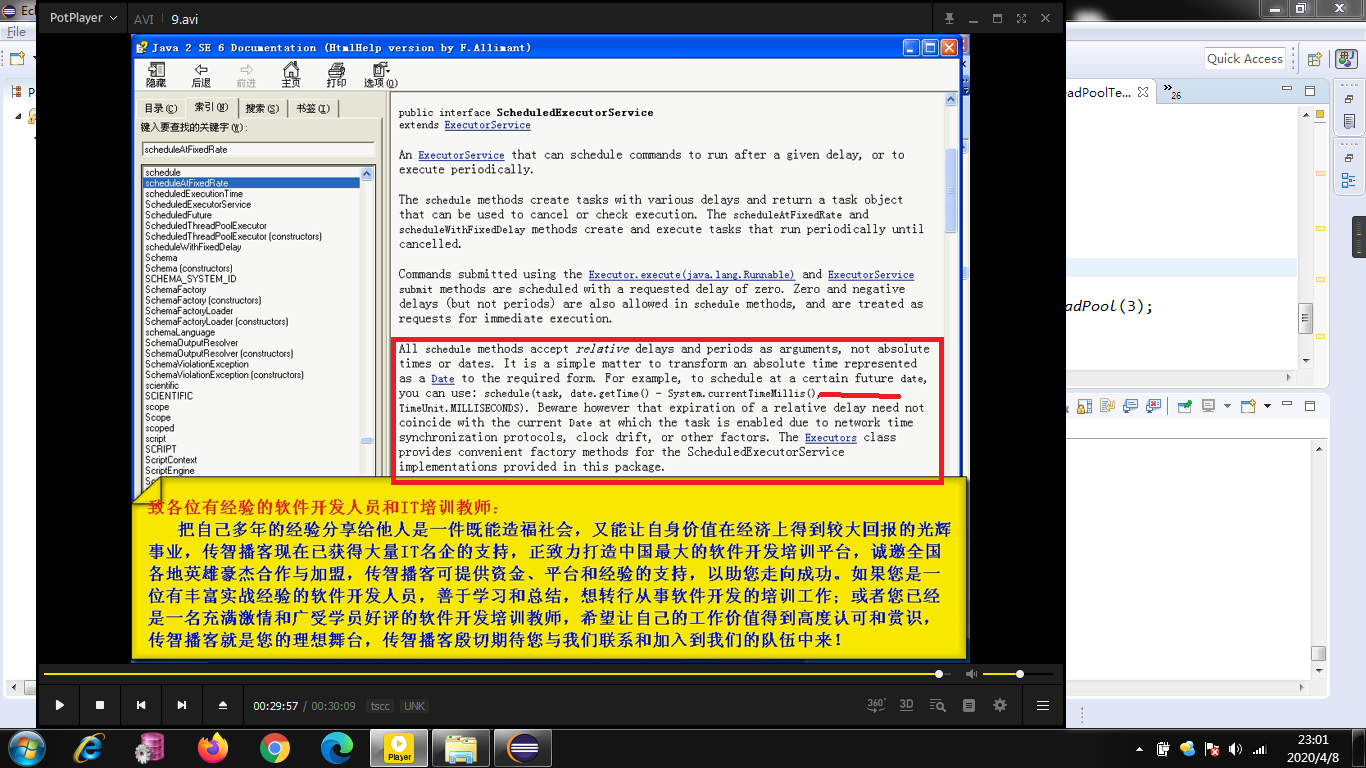 PotPlayer
AVI
9.avi
Ecl
File
Quick Access
eadPoolTe...
»26
Java 2 SE 6 Documentation (HtmlHelp version by F.Allimant)
隐藏
后退
前进
主页
打印
选项(O)
目录(C)
索引(N)
搜索(S)
书签(I)
键入要查找的关键字(W):
scheduleAtFixedRate
schedule
scheduleAtFixedRate
scheduledExecutionTime
ScheduledExecutorService
ScheduledFuture
ScheduledThreadPoolExecutor
ScheduledThreadPoolExecutor (constructors)
scheduleWithFixedDelay
Schema
Schema (constructors)
SCHEMA_SYSTEM_ID
SchemaFactory
SchemaFactory (constructors)
SchemaFactoryLoader
SchemaFactoryLoader (constructors)
schemaLanguage
SchemaOutputResolver
SchemaOutputResolver (constructors)
SchemaViolationException
SchemaViolationException (constructors)
scientific
SCIENTIFIC
scope
Scope
scoped
script
SCRIPT
ScriptContext
ScriptEngine
public interface ScheduledExecutorService
extends ExecutorService
An ExecutorService that can schedule commands to run after a given delay, or to
execute periodically.
The schedule methods create tasks with various delays and return a task object
that can be used to cancel or check execution. The scheduleAtFixedRate and
scheduleWithFixedDelay methods create and execute tasks that run periodically until
cancelled.
Commands submitted using the Executor.execute(java.lang.Runnable) and ExecutorService
submit methods are scheduled with a requested delay of zero. Zero and negative
delays (but not periods) are also allowed in schedule methods, and are treated as
requests for immediate execution.
All schedule methods accept relative delays and periods as arguments, not absolute
times or dates. It is a simple matter to transform an absolute time represented
as a Date to the required form. For example, to schedule at a certain future date,
you can use: schedule(task, date.getTime() - System.currentTimeMillis(),
TimeUnit.MILLISECONDS). Beware however that expiration of a relative delay need not
coincide with the current Date at which the task is enabled due to network time
synchronization protocols, clock drift, or other factors. The Executors class
provides convenient factory methods for the ScheduledExecutorService
implementations provided in this package.
adPool(3);
致各位有经验的软件开发人员和IT培训教师：
把自己多年的经验分享给他人是一件既能造福社会，又能让自身价值在经济上得到较大回报的光辉
事业，传智播客现在已获得大量IT名企的支持，正致力打造中国最大的软件开发培训平台，诚邀全国
各地英雄豪杰合作与加盟，传智播客可提供资金、平台和经验的支持，以助您走向成功。如果您是一
位有丰富实战经验的软件开发人员，善于学习和总结，想转行从事软件开发的培训工作；或者您已经
是一名充满激情和广受学员好评的软件开发培训教师，希望让自己的工作价值得到高度认可和赏识，
传智播客就是您的理想舞台，传智播客殷切期待您与我们联系和加入到我们的队伍中来！
00:29:57 / 00:30:09
tscc
UNK
360°
3D
Player
23:01
2020/4/8